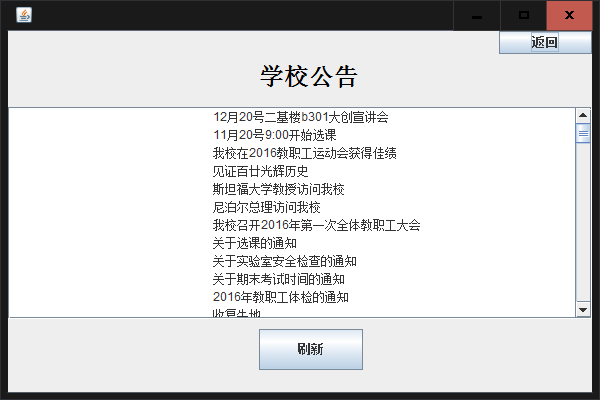 返回
学校公告
12月20号二基楼b301大创宣讲会
11月20号9:00开始选课
我校在2016教职工运动会获得佳绩
见证百廿光辉历史
斯坦福大学教授访问我校
尼泊尔总理访问我校
我校召开2016年第一次全体教职工大会
关于选课的通知
关于实验室安全检查的通知
关于期末考试时间的通知
2016年教职工体检的通知
收复失地
刷新